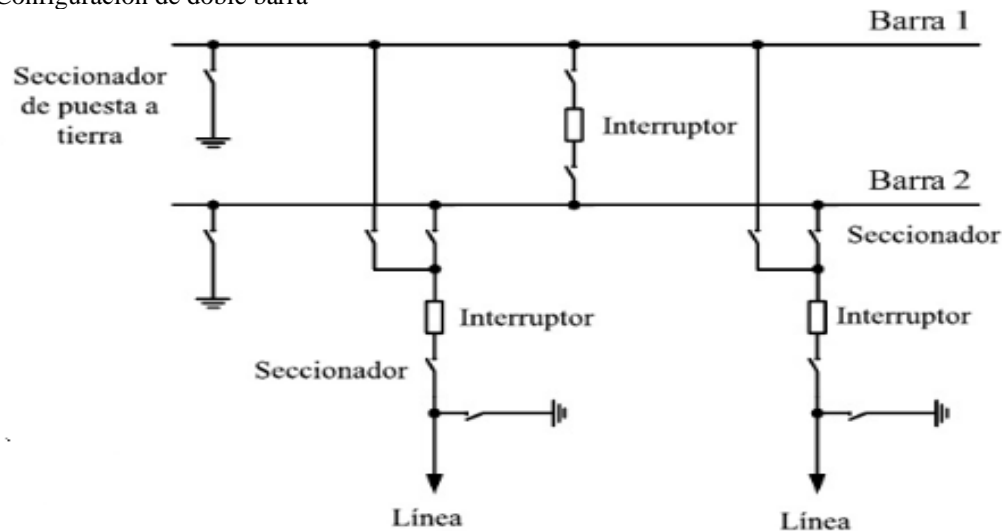 Configuración de doble barra
Barra 1
Seccionador
de puesta a
tierra
Interruptor
Barra 2
Seccionador
Interruptor
Interruptor
Seccionador
Línea
Línea